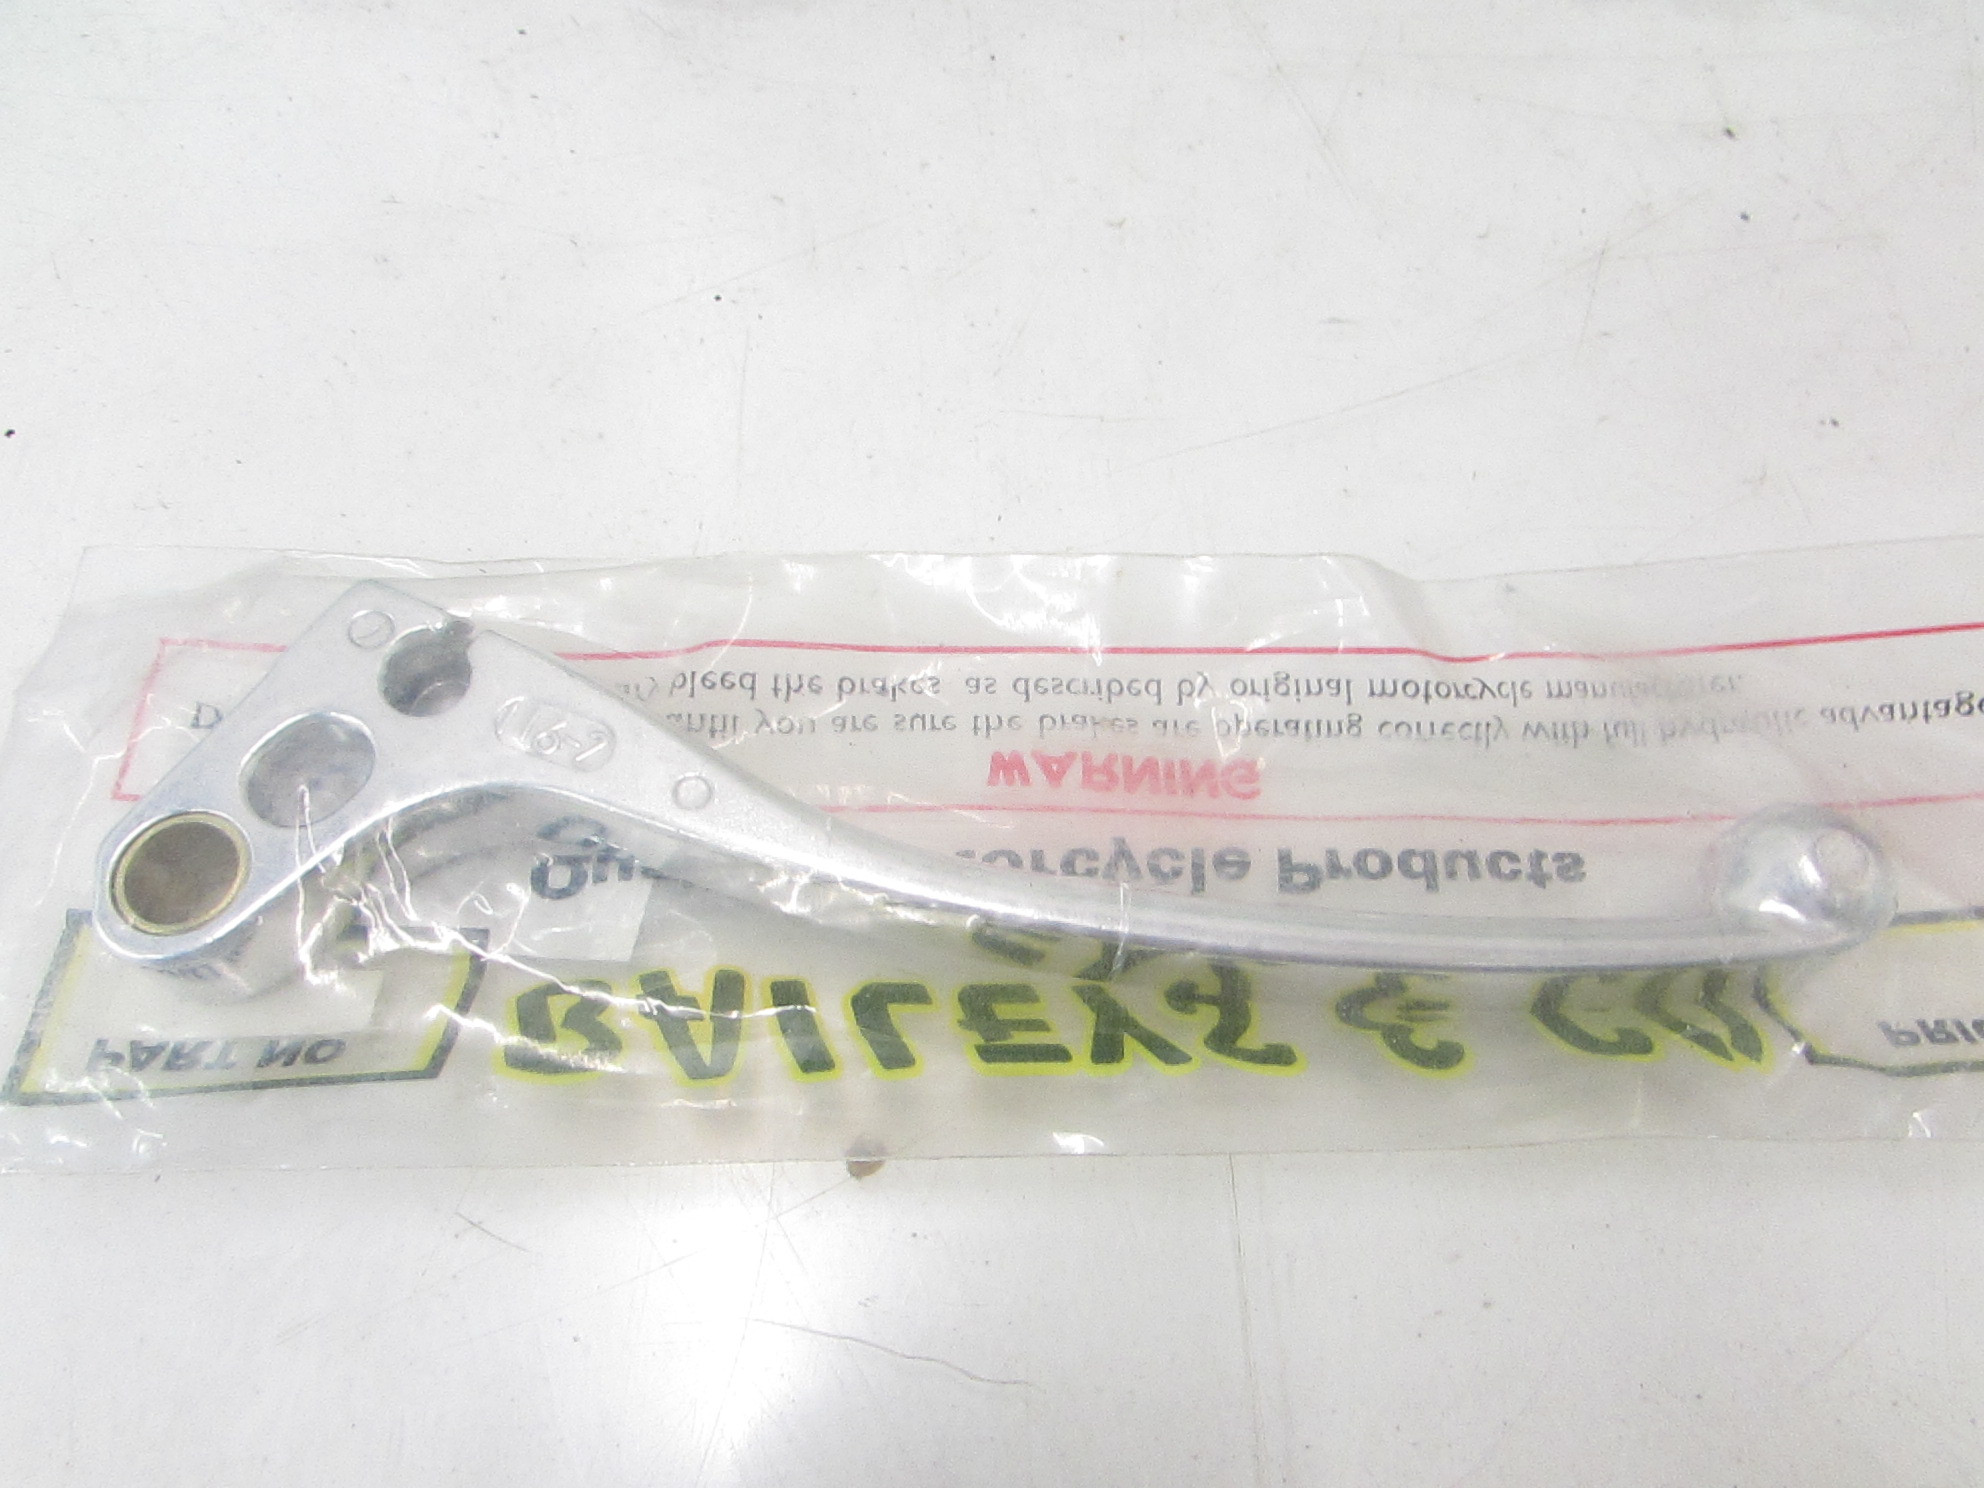 PART NO
BAILEYS & CO
Products
WARNING
until you are sure the brakes are operating correctly with full hydraulic advantage
bleed the brakes, as described by original motorcycle manufacturer.